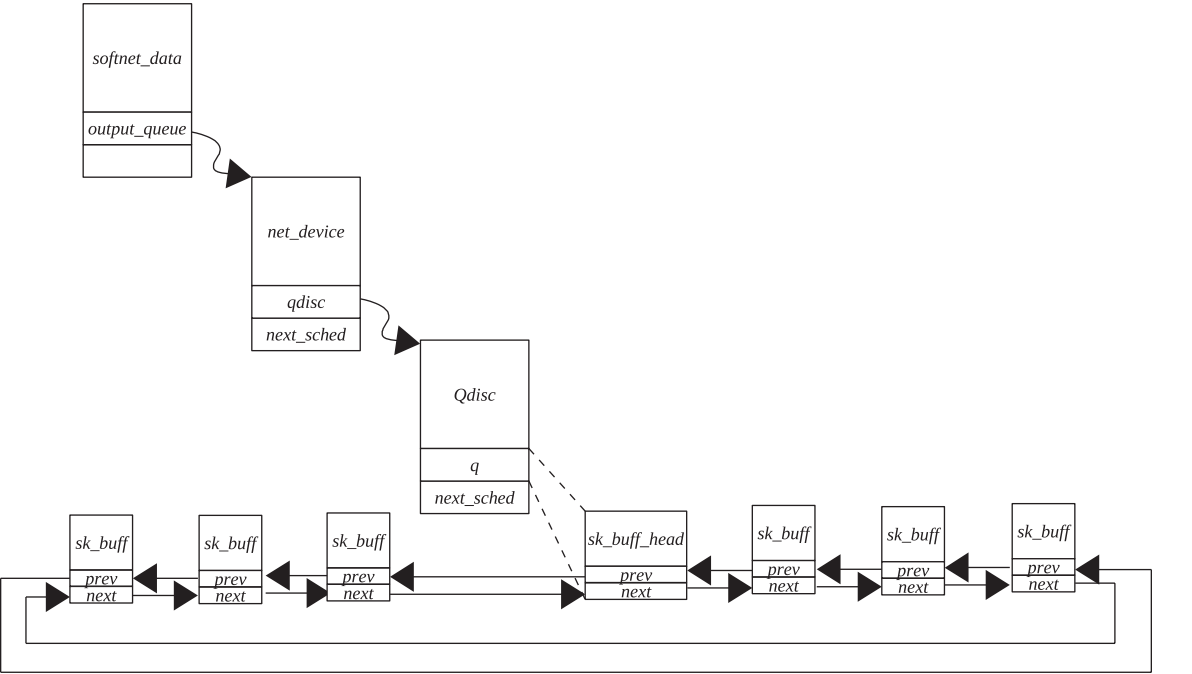 softnet_data
output_queue
net_device
qdisc
next_sched
Qdisc
q
next_sched
sk_buff
prev
next
sk_buff
prev
next
sk_buff
prev
next
sk_buff_head
prev
next
sk_buff
prev
next
sk_buff
prev
next
sk_buff
prev
next